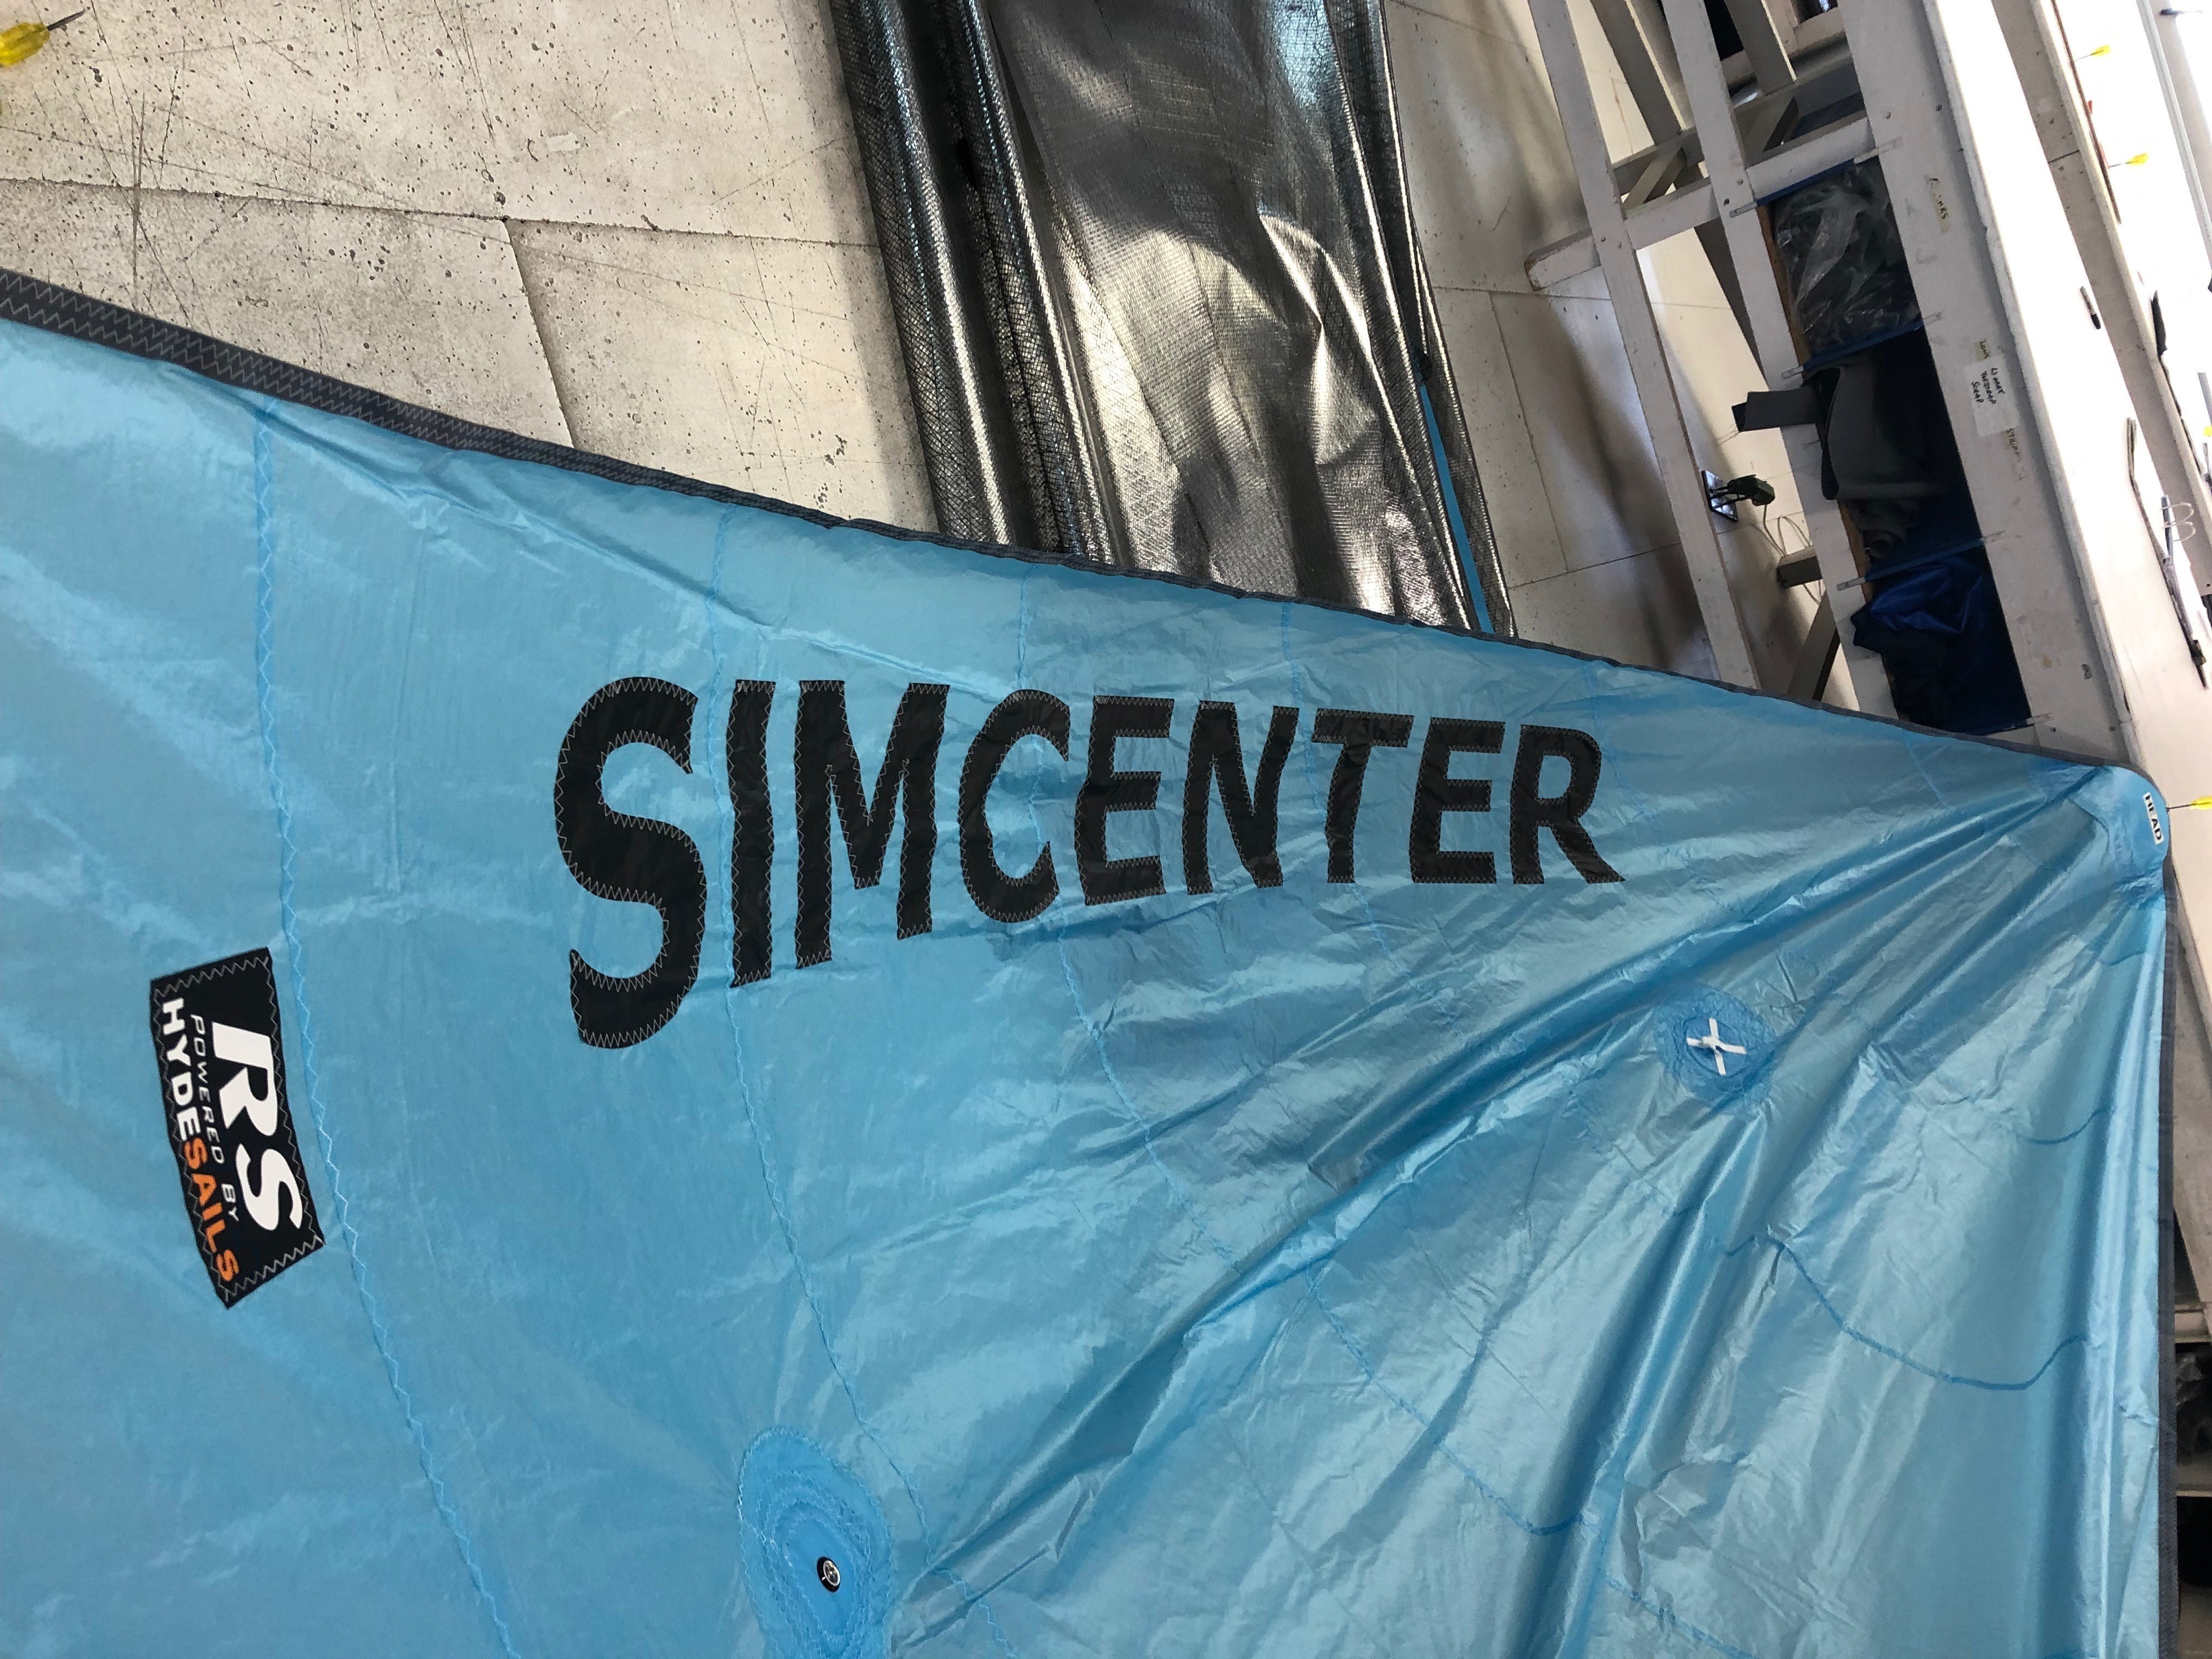 SIMCENTER
RS
POWERED BY
HYDESAILS
HEAD